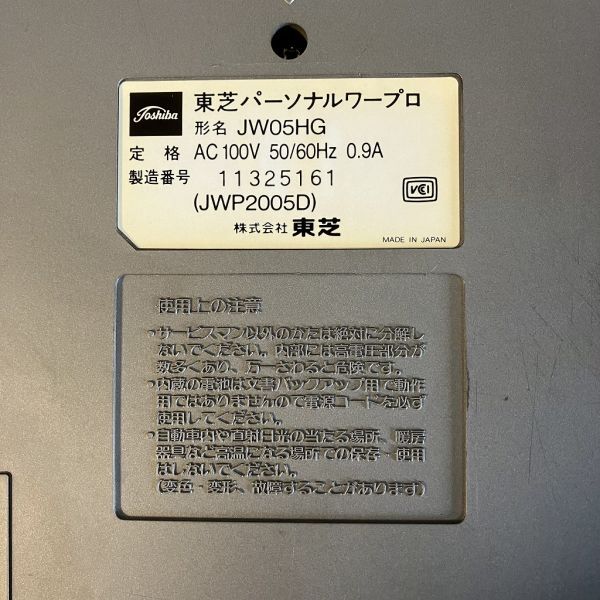 Toshiba
東芝パーソナルワープロ
形名 JW05HG
定格 AC100V 50/60Hz 0.9A
製造番号 11325161
(JWP2005D)
VCI
株式会社 東芝
MADE IN JAPAN
使用上の注意
・サービスマン以外のかたは絶対に分解し
ないでください。内部には高電圧部分が
数多くあり、万一さわると危険です。
・内蔵の電池は文書バックアップ用で動作
用ではありませんので電源コードを必ず
使用してください。
・自動車内や直射日光の当たる場所、暖房
器具など高温になる場所での保存・使用
はしないでください。
(変色・変形、故障することがあります)